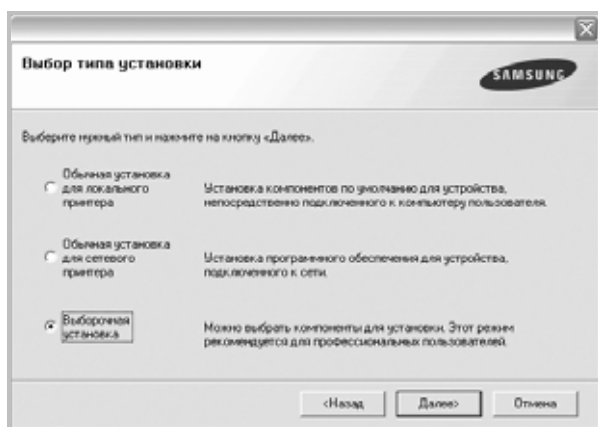 Выбор типа установки
SAMSUNG
Выберите нужный тип и нажмите на кнопку «Далее».
Обычная установка
для локального
принтера
Установка компонентов по умолчанию для устройства,
непосредственно подключенного к компьютеру пользователя.
Обычная установка
для сетевого
принтера
Установка программного обеспечения для устройства,
подключенного к сети.
Выборочная
установка
Можно выбрать компоненты для установки. Этот режим
рекомендуется для профессиональных пользователей.
<Назад
Далее>
Отмена